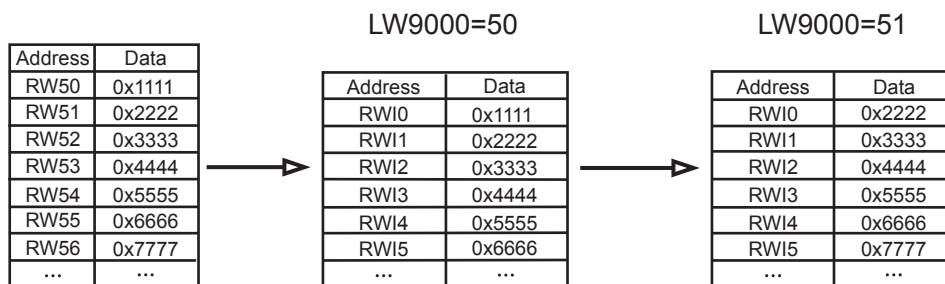 LW9000=50
LW9000=51
Address Data
RW50 0x1111
RW51 0x2222
RW52 0x3333
RW53 0x4444
RW54 0x5555
RW55 0x6666
RW56 0x7777
... ...
Address Data
RWI0 0x1111
RWI1 0x2222
RWI2 0x3333
RWI3 0x4444
RWI4 0x5555
RWI5 0x6666
... ...
Address Data
RWI0 0x2222
RWI1 0x3333
RWI2 0x4444
RWI3 0x5555
RWI4 0x6666
RWI5 0x7777
... ...